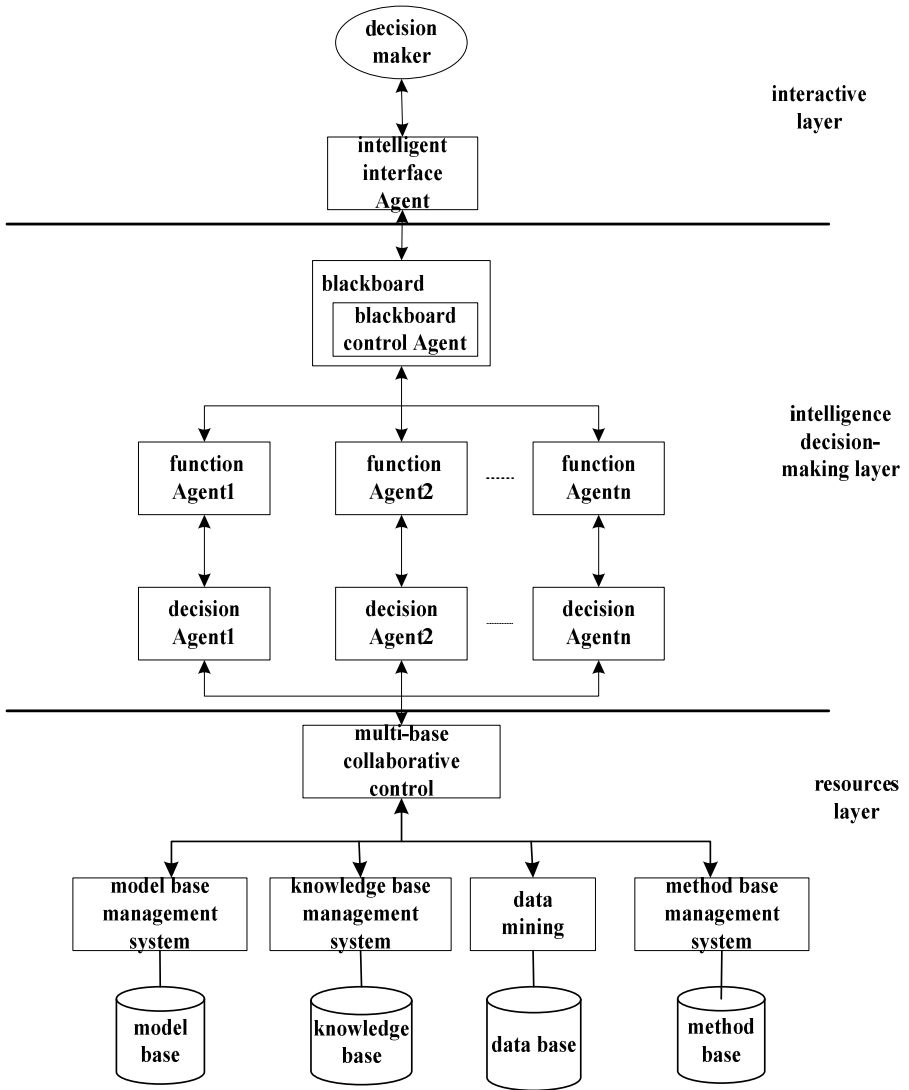 decision
maker
interactive
layer
intelligent
interface
Agent
blackboard
blackboard
control Agent
intelligence
decision-
making layer
function
Agent1
function
Agent2
......
function
Agentn
decision
Agent1
decision
Agent2
......
decision
Agentn
multi-base
collaborative
control
resources
layer
model base
management
system
knowledge base
management
system
data
mining
method base
management
system
model
base
knowledge
base
data base
method
base